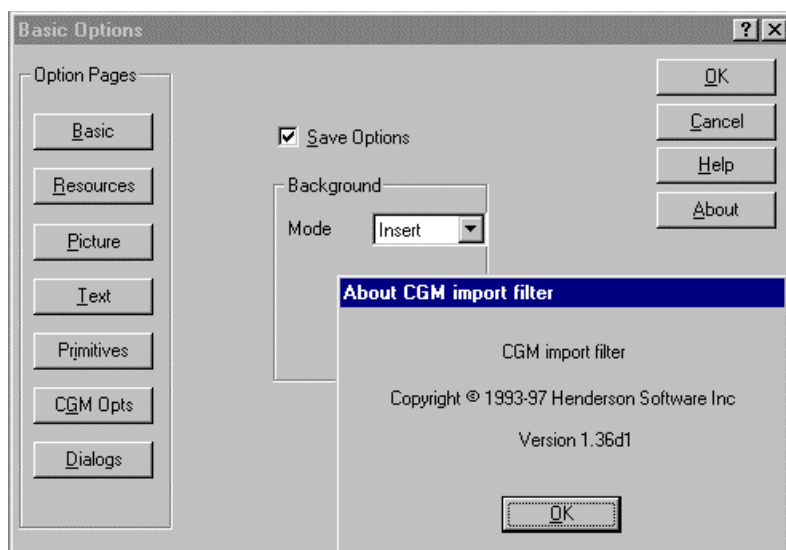 Basic Options
Option Pages
Basic
Resources
Picture
Text
Primitives
CGM Opts
Dialogs
Save Options
Background
Mode Insert
OK
Cancel
Help
About
About CGM import filter
CGM import filter
Copyright © 1993-97 Henderson Software Inc
Version 1.36d1
OK